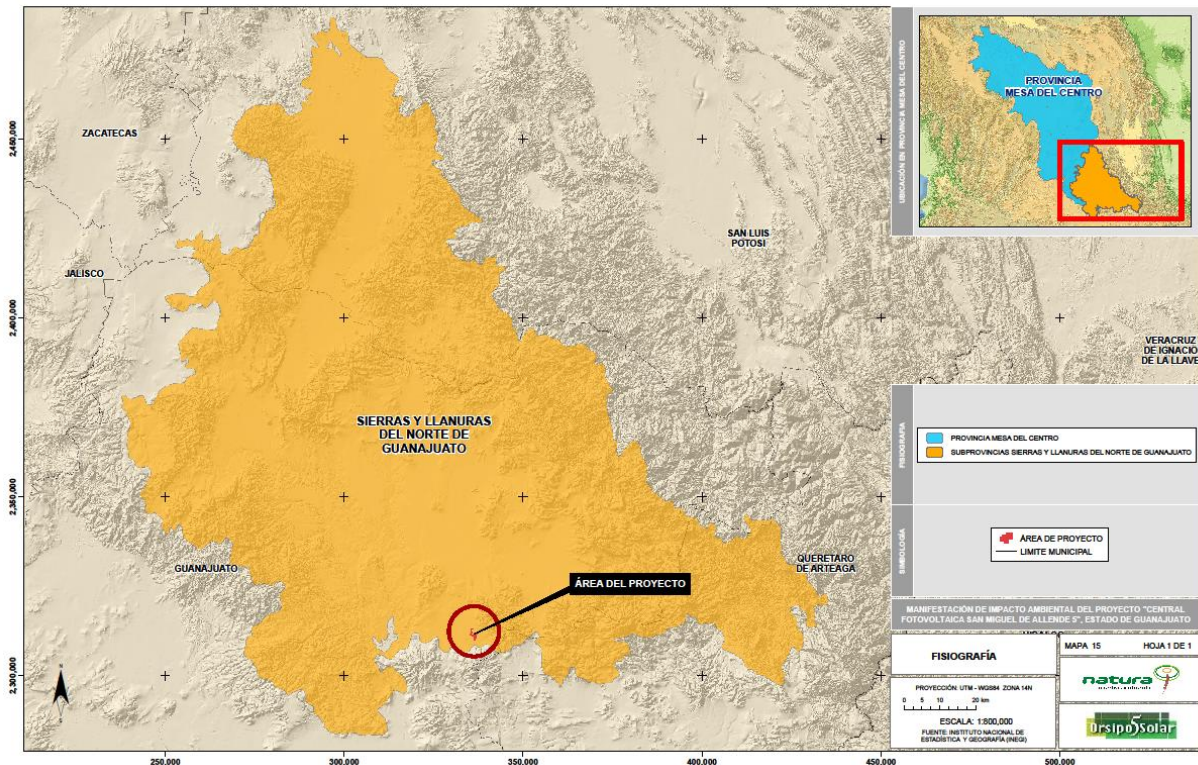 ZACATECAS
SAN LUIS
POTOSI
JALISCO
VERACRUZ
DE IGNACIO
DE LA LLAVE
SIERRAS Y LLANURAS
DEL NORTE DE
GUANAJUATO
GUANAJUATO
QUERETARO
DE ARTEAGA
ÁREA DEL PROYECTO
N
2,450,000
2,400,000
2,350,000
2,300,000
250,000
300,000
350,000
400,000
450,000
500,000
UBICACIÓN EN PROVINCIA MESA DEL CENTRO
PROVINCIA
MESA DEL CENTRO
FISIOGRAFIA
PROVINCIA MESA DEL CENTRO
SUBPROVINCIAS SIERRAS Y LLANURAS DEL NORTE DE GUANAJUATO
SIMBOLOGÍA
ÁREA DE PROYECTO
LIMITE MUNICIPAL
MANIFESTACIÓN DE IMPACTO AMBIENTAL DEL PROYECTO "CENTRAL
FOTOVOLTAICA SAN MIGUEL DE ALLENDE 5", ESTADO DE GUANAJUATO
FISIOGRAFÍA
MAPA 15
HOJA 1 DE 1
PROYECCIÓN: UTM - WGS84 ZONA 14N
0 5 10 20 km
ESCALA: 1:800,000
FUENTE: INSTITUTO NACIONAL DE
ESTADÍSTICA Y GEOGRAFÍA (INEGI)
natura
Orsipo5Solar